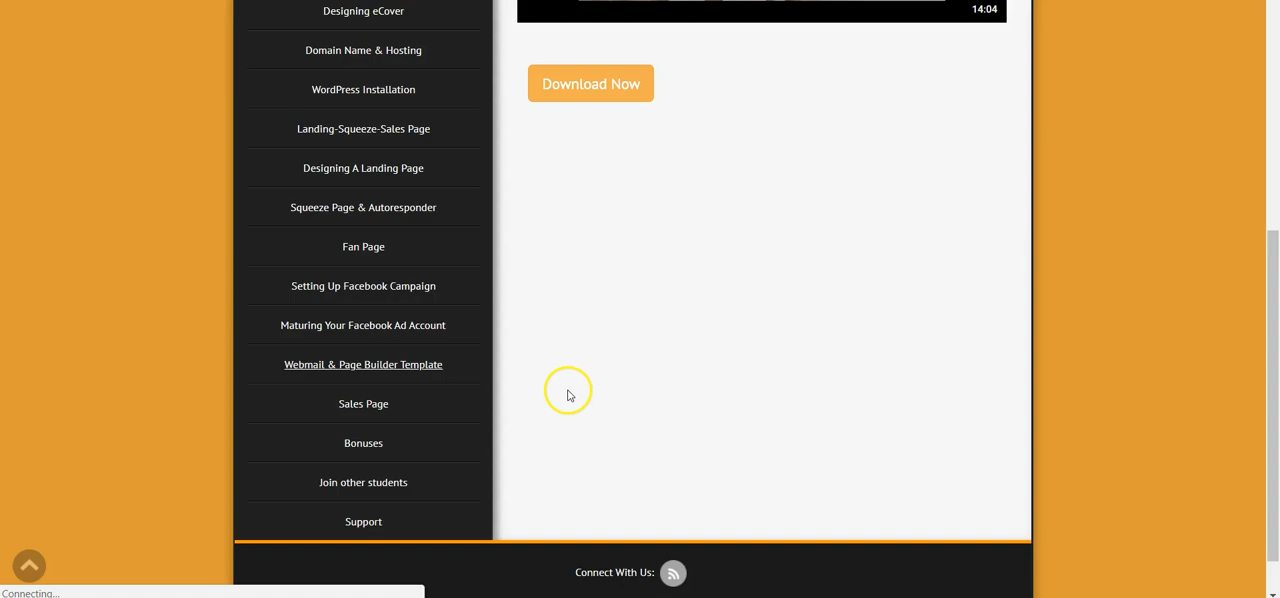 Designing eCover
Domain Name & Hosting
WordPress Installation
Landing-Squeeze-Sales Page
Designing A Landing Page
Squeeze Page & Autoresponder
Fan Page
Setting Up Facebook Campaign
Maturing Your Facebook Ad Account
Webmail & Page Builder Template
Sales Page
Bonuses
Join other students
Support
14:04
Download Now
Connect With Us:
Connecting...